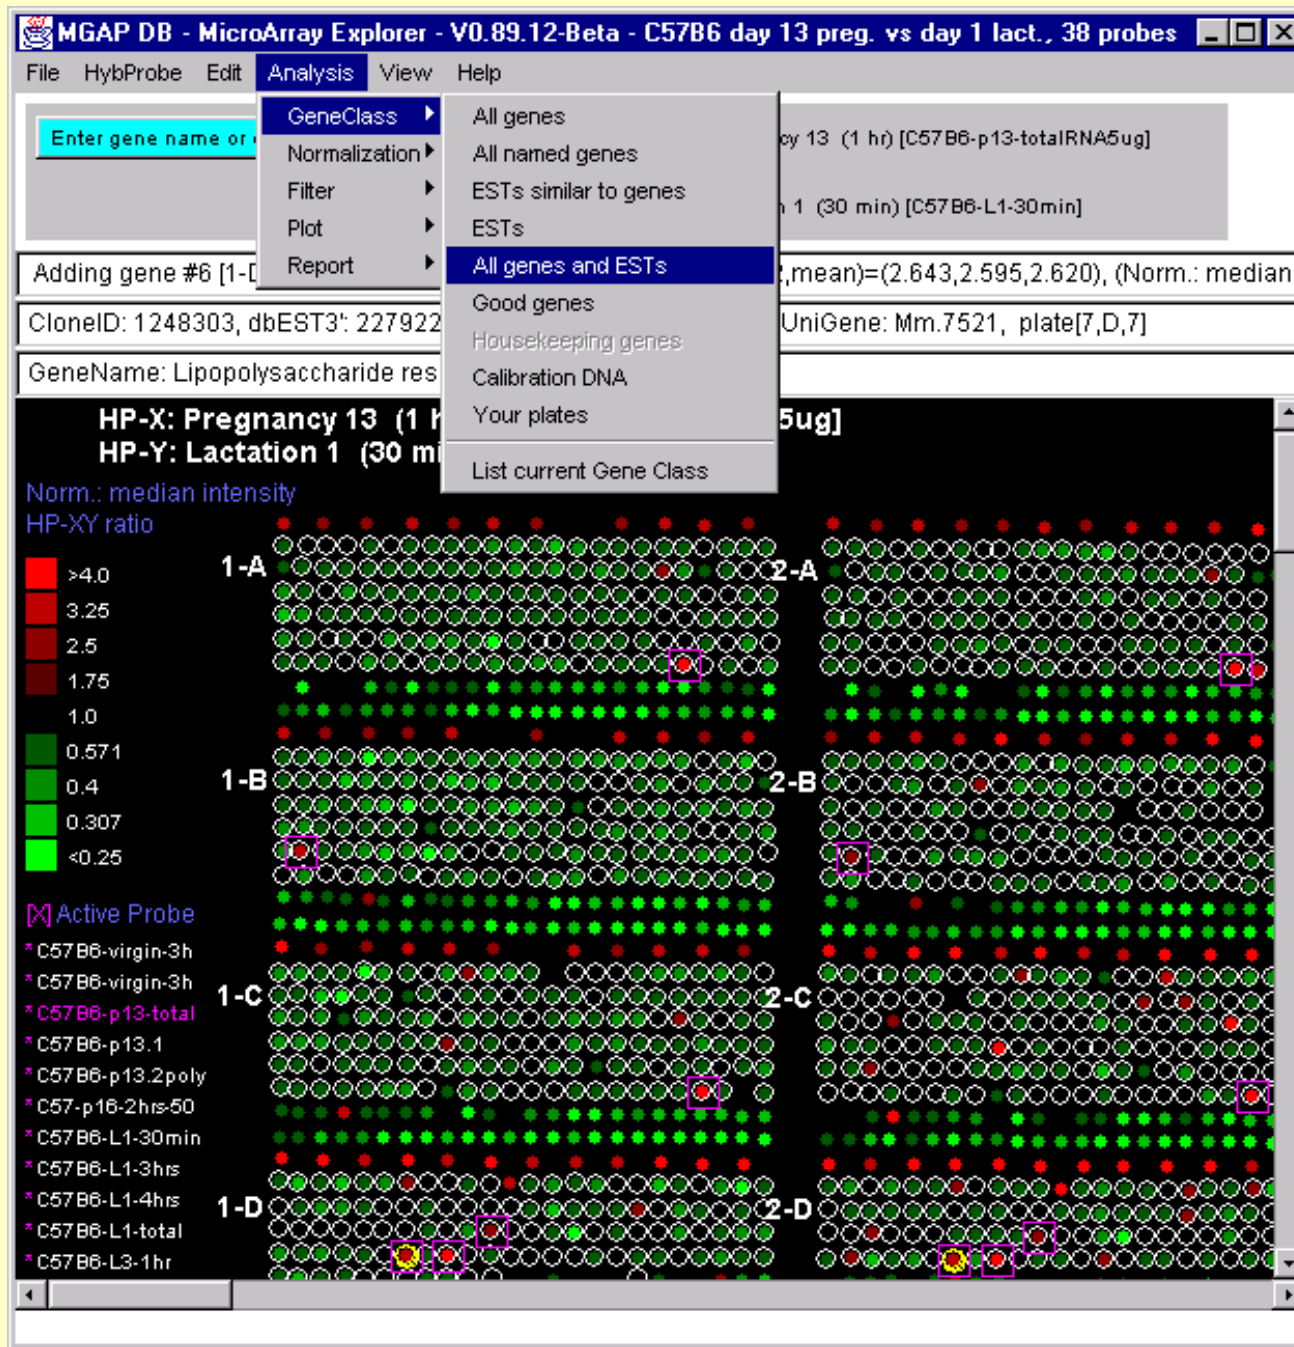 MGAP DB - MicroArray Explorer - V0.89.12-Beta - C57B6 day 13 preg. vs day 1 lact., 38 probes
File HybProbe Edit Analysis View Help
GeneClass
Normalization
Filter
Plot
Report
All genes
All named genes
ESTs similar to genes
ESTs
All genes and ESTs
Good genes
Housekeeping genes
Calibration DNA
Your plates
List current Gene Class
Enter gene name or
cy 13 (1 hr) [C57B6-p13-totalRNA5ug]
1 (30 min) [C57B6-L1-30min]
Adding gene #6 [1-D ,mean)=(2.643,2.595,2.620), (Norm.: median
CloneID: 1248303, dbEST3': 227922 UniGene: Mm.7521, plate[7,D,7]
GeneName: Lipopolysaccharide res
HP-X: Pregnancy 13 (1 h 5ug]
HP-Y: Lactation 1 (30 mi
Norm.: median intensity
HP-XY ratio
>4.0
3.25
2.5
1.75
1.0
0.571
0.4
0.307
<0.25
1-A 2-A
1-B 2-B
1-C 2-C
1-D 2-D
[X] Active Probe
* C57B6-virgin-3h
* C57B6-virgin-3h
* C57B6-p13-total
* C57B6-p13.1
* C57B6-p13.2poly
* C57-p16-2hrs-50
* C57B6-L1-30min
* C57B6-L1-3hrs
* C57B6-L1-4hrs
* C57B6-L1-total
* C57B6-L3-1hr